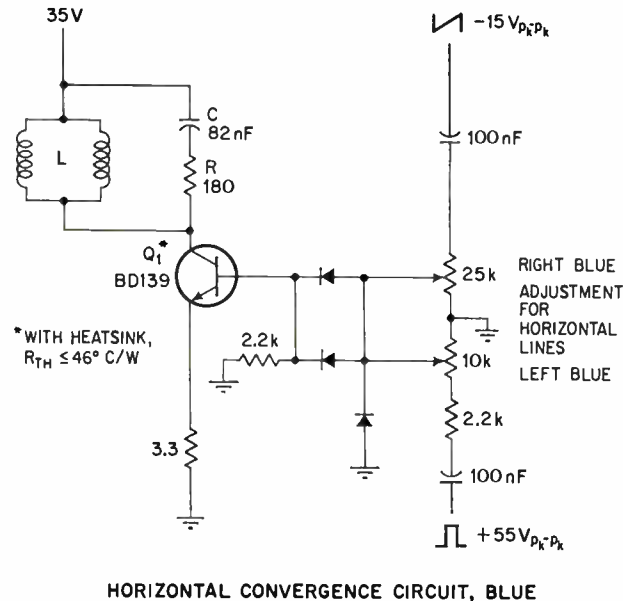 35V
-15Vpk-pk
C
82nF
100nF
L
R
180
Q1*
BD139
25k
RIGHT BLUE
ADJUSTMENT
FOR
HORIZONTAL
LINES
LEFT BLUE
*WITH HEATSINK,
RTH ≤46° C/W
2.2k
10k
2.2k
3.3
100nF
+55Vpk-pk
HORIZONTAL CONVERGENCE CIRCUIT, BLUE